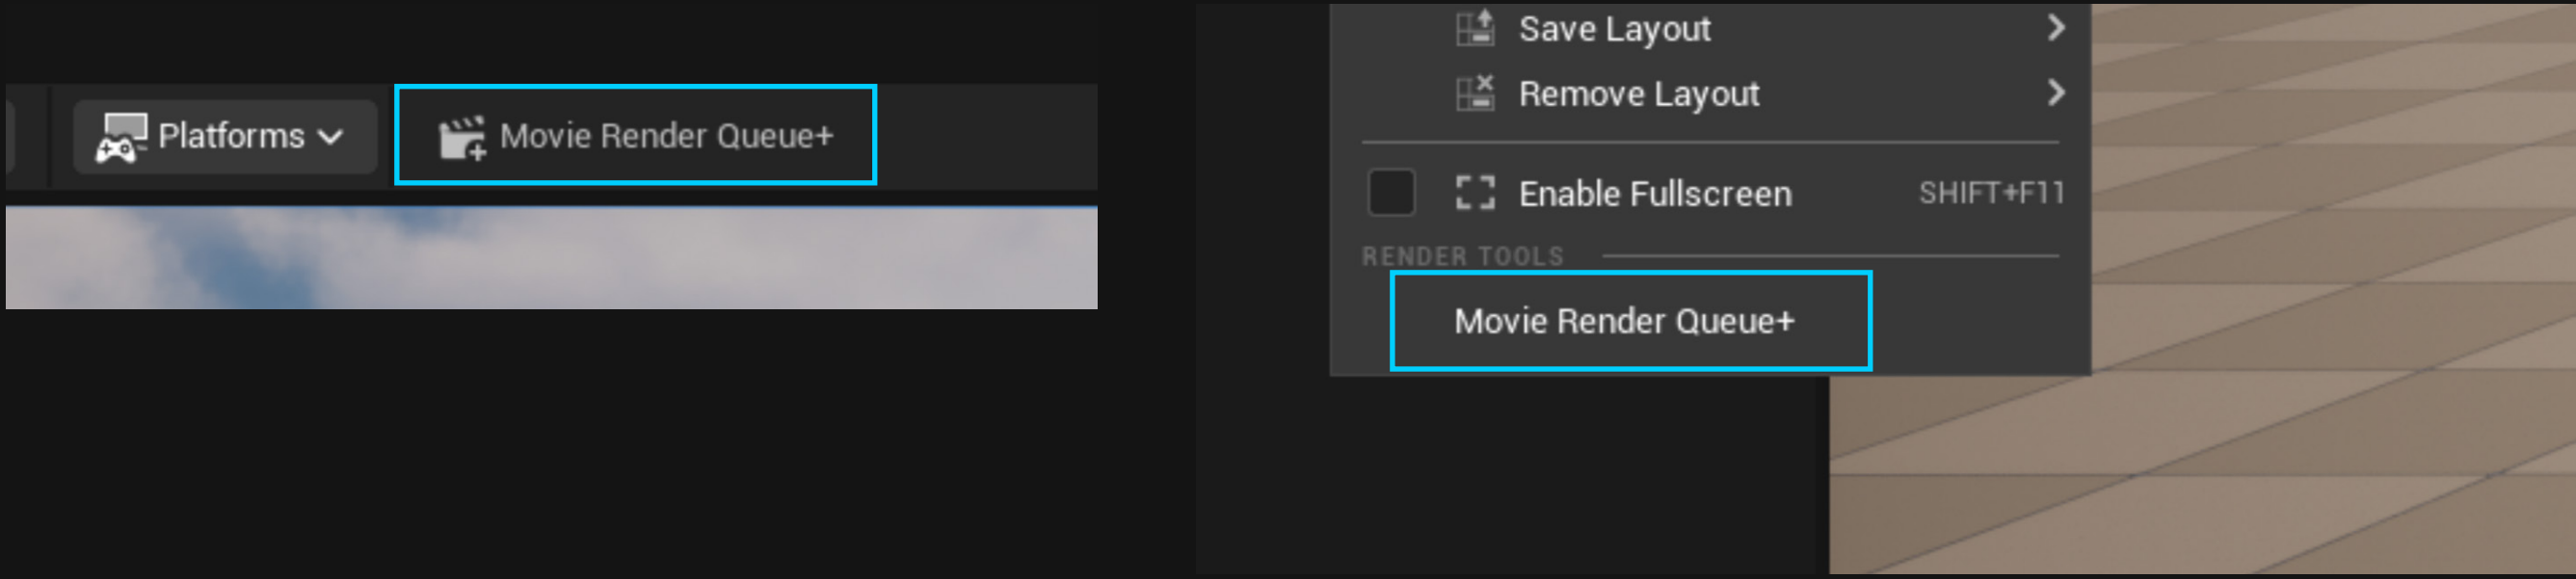 Platforms
Movie Render Queue+
Save Layout
Remove Layout
Enable Fullscreen SHIFT+F11
RENDER TOOLS
Movie Render Queue+